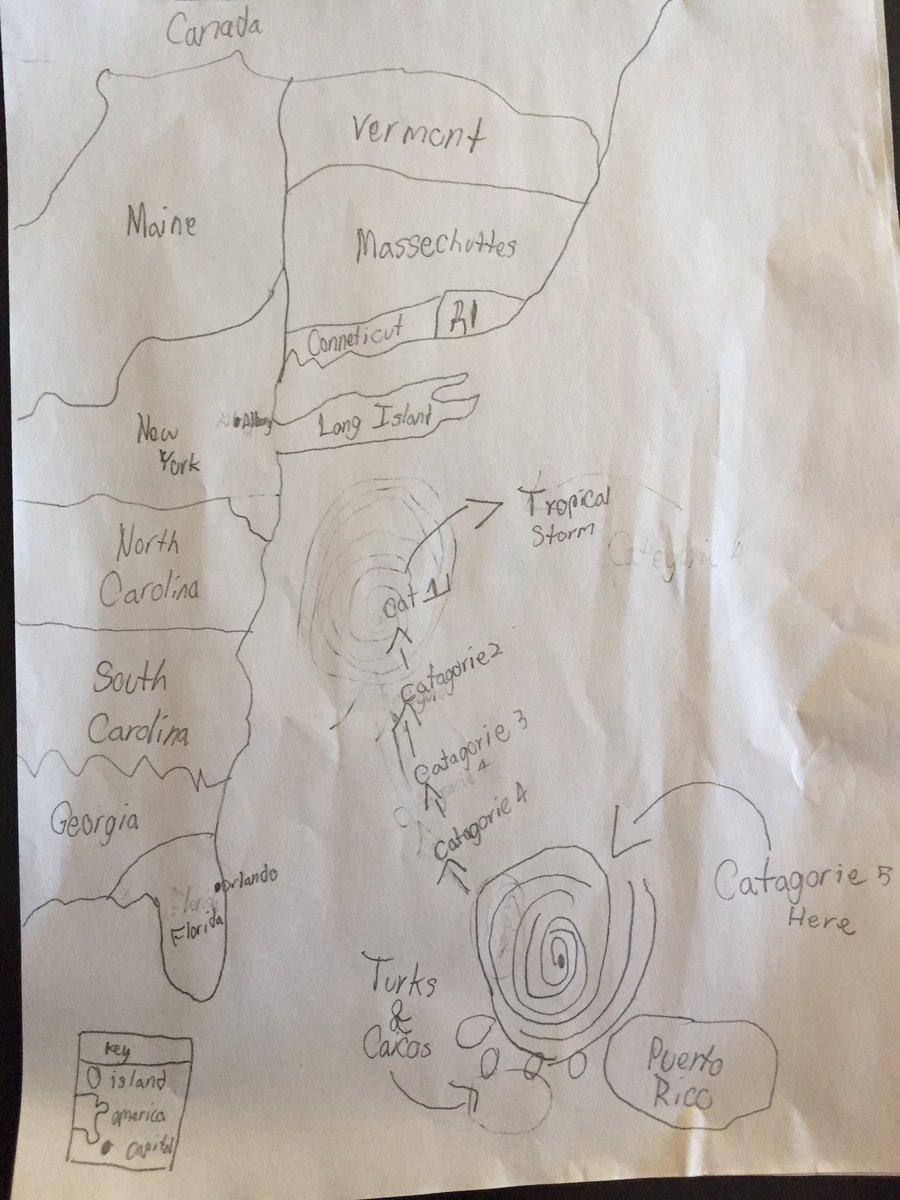 Canada
Vermont
Maine
Massechuttes
Conneticut
RI
New
York
Albany
Long Island
Tropical
Storm
Categorie 4
North
Carolina
Cat 1
South
Carolina
Catagorie 2
Catagorie 3
4
Catagorie 4
Georgia
Orlando
Florida
Catagorie 5
Here
Turks
&
Caicos
Puerto
Rico
Key
island
america
capital